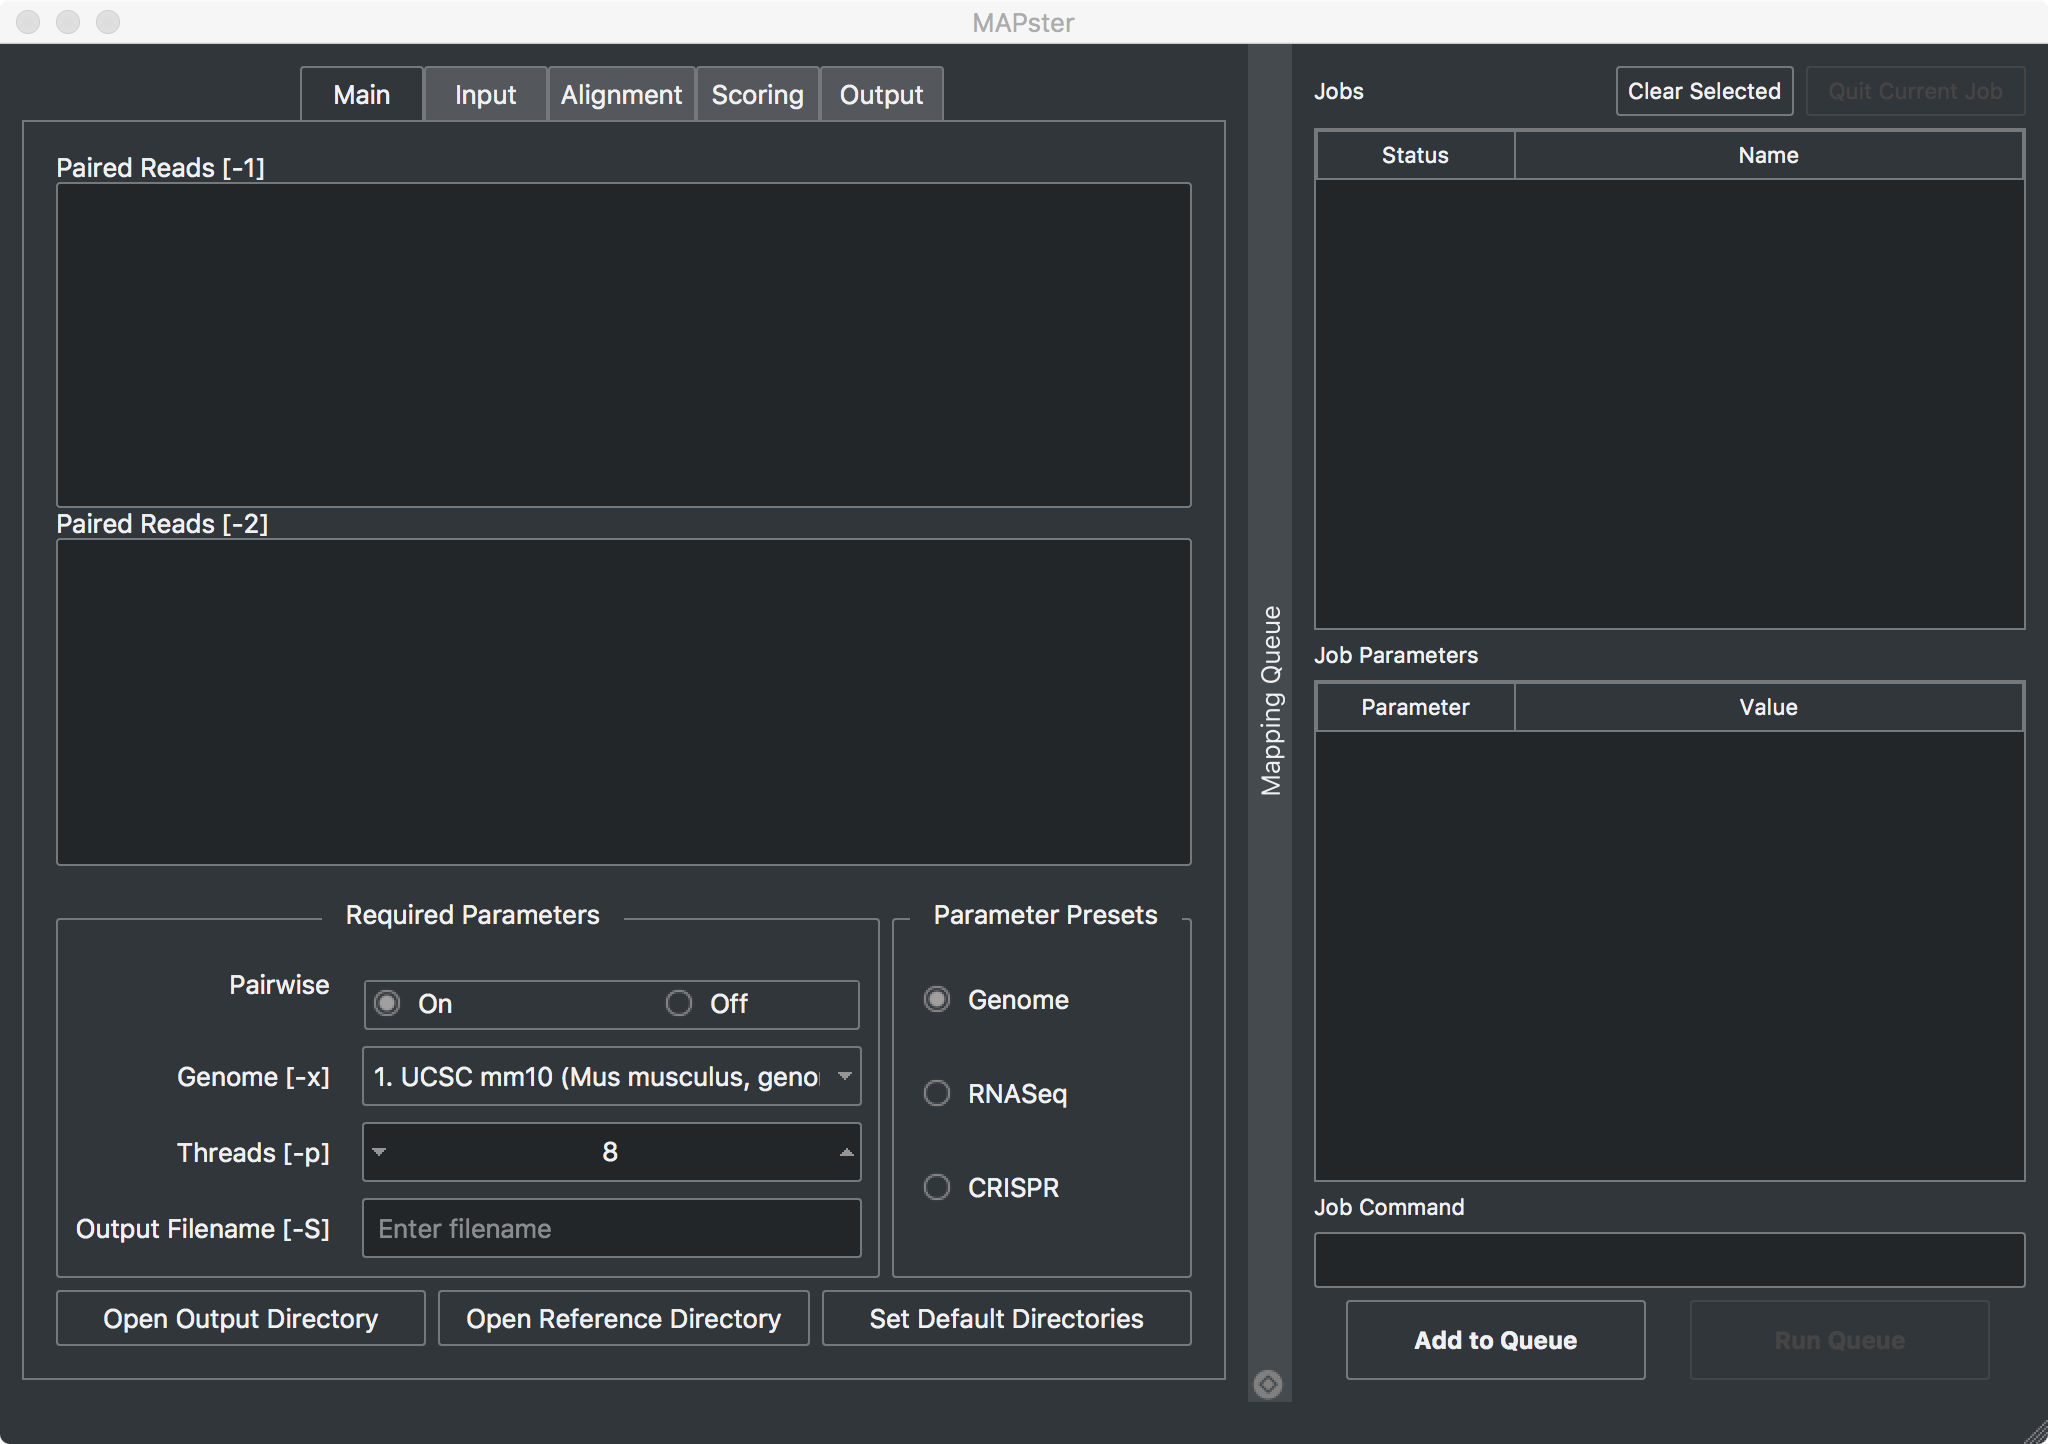 MAPster
Main
Input
Alignment
Scoring
Output
Paired Reads [-1]
Paired Reads [-2]
Required Parameters
Pairwise
On
Off
Genome [-x]
1. UCSC mm10 (Mus musculus, geno
Threads [-p]
8
Output Filename [-S]
Enter filename
Parameter Presets
Genome
RNASeq
CRISPR
Open Output Directory
Open Reference Directory
Set Default Directories
Mapping Queue
Jobs
Clear Selected
Quit Current Job
Status
Name
Job Parameters
Parameter
Value
Job Command
Add to Queue
Run Queue